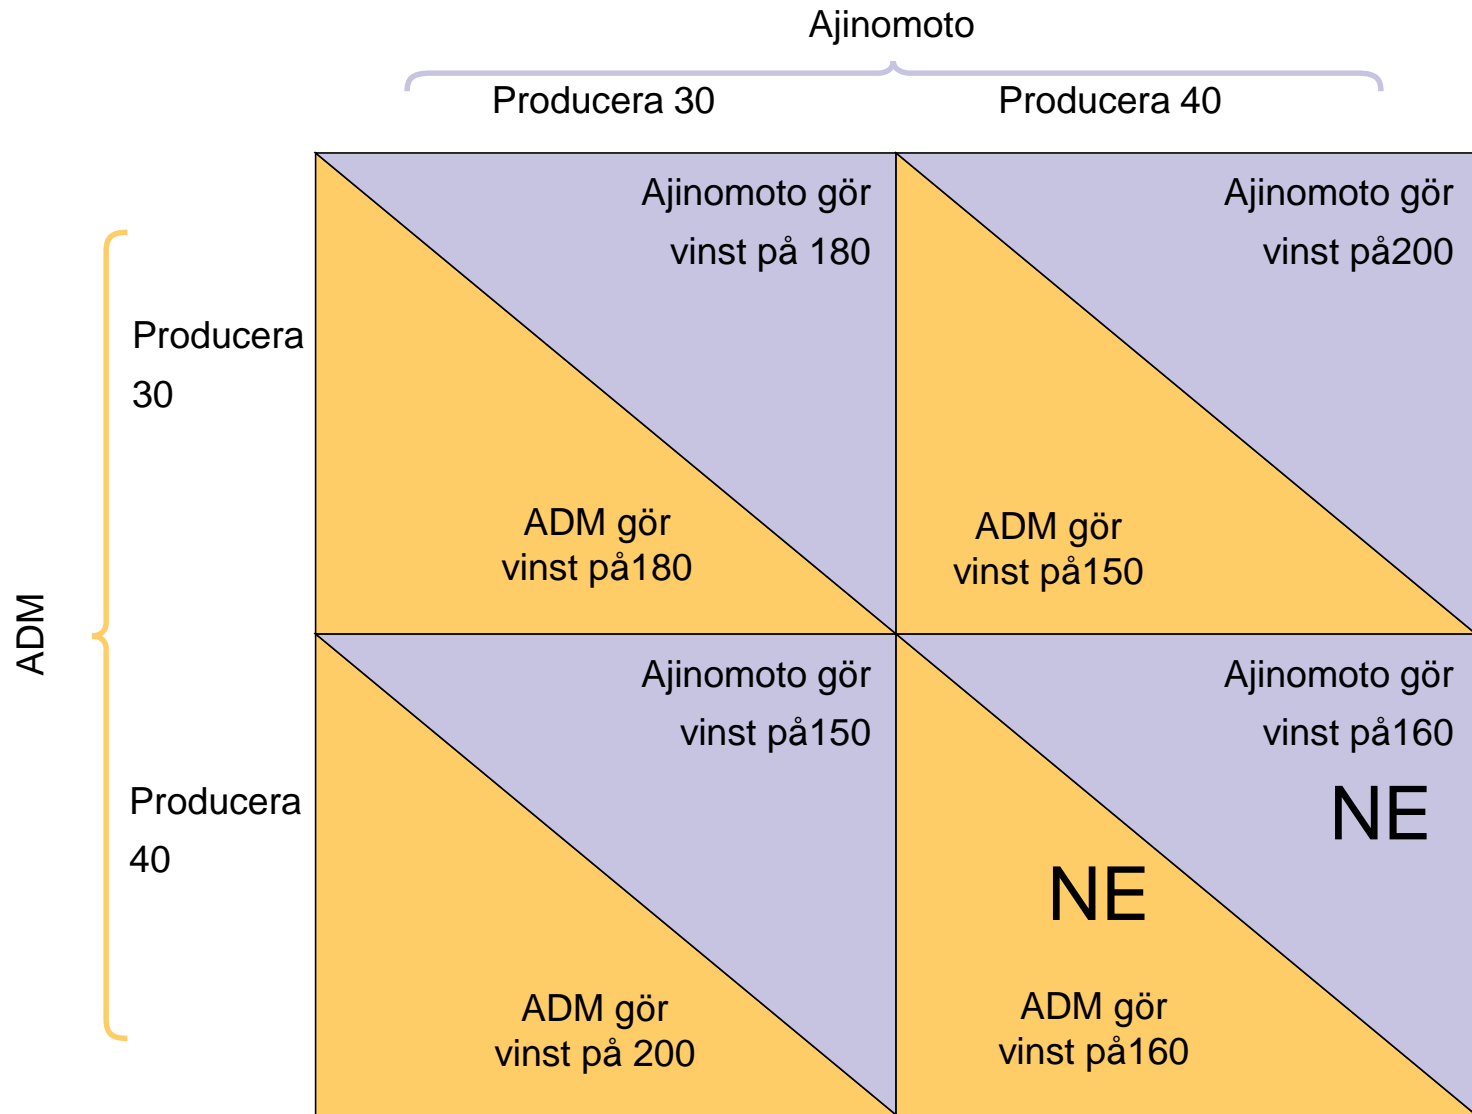 Ajinomoto
Producera 30
Producera 40
Ajinomoto gör
vinst på 180
Ajinomoto gör
vinst på200
Producera
30
ADM gör
vinst på180
ADM gör
vinst på150
ADM
Ajinomoto gör
vinst på150
Ajinomoto gör
vinst på160
Producera
40
NE
NE
ADM gör
vinst på 200
ADM gör
vinst på160